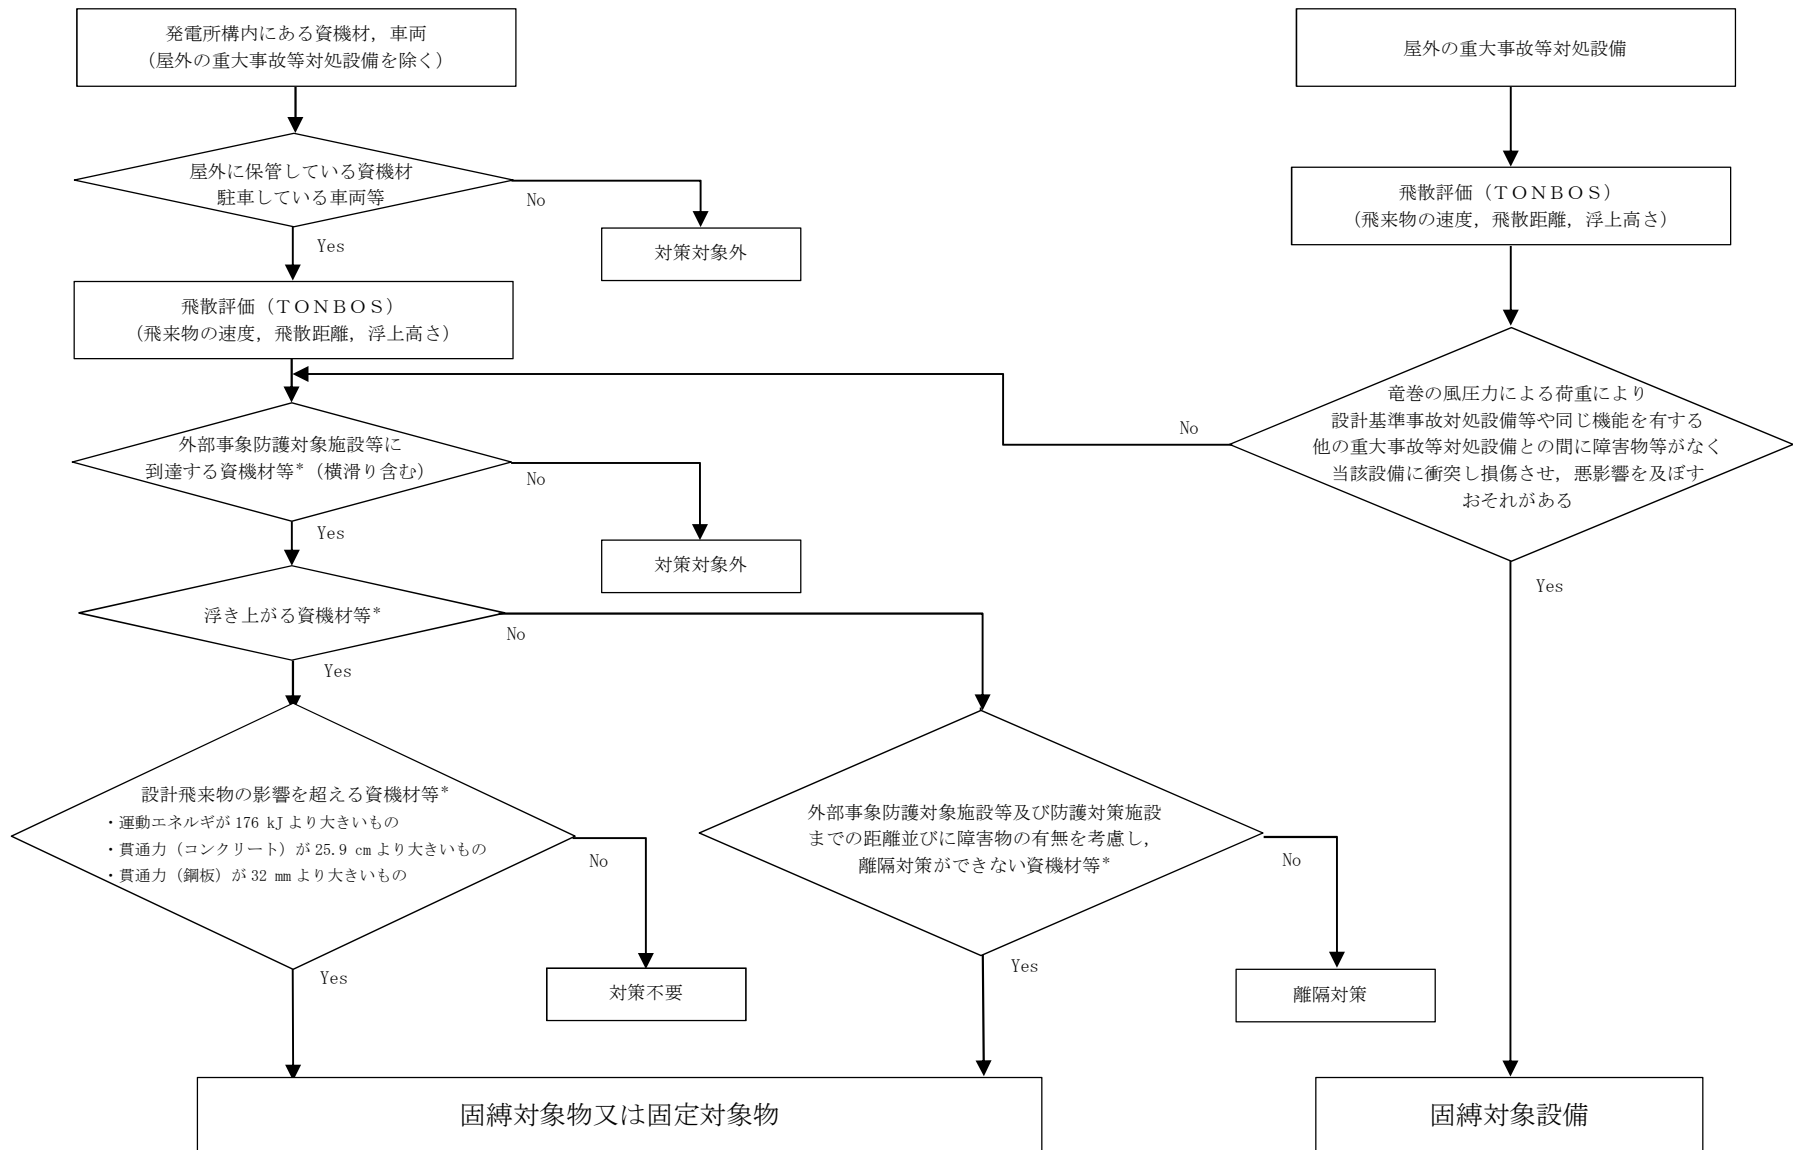 発電所構内にある資機材，車両
（屋外の重大事故等対処設備を除く）
屋外に保管している資機材
駐車している車両等
No
対策対象外
Yes
飛散評価（ＴＯＮＢＯＳ）
（飛来物の速度，飛散距離，浮上高さ）
外部事象防護対象施設等に
到達する資機材等*（横滑り含む）
No
対策対象外
Yes
浮き上がる資機材等*
No
Yes
設計飛来物の影響を超える資機材等*
・運動エネルギが 176 kJ より大きいもの
・貫通力（コンクリート）が 25.9 cm より大きいもの
・貫通力（鋼板）が 32 mm より大きいもの
No
対策不要
Yes
外部事象防護対象施設等及び防護対策施設
までの距離並びに障害物の有無を考慮し，
離隔対策ができない資機材等*
No
離隔対策
Yes
固縛対象物又は固定対象物
屋外の重大事故等対処設備
飛散評価（ＴＯＮＢＯＳ）
（飛来物の速度，飛散距離，浮上高さ）
竜巻の風圧力による荷重により
設計基準事故対処設備等や同じ機能を有する
他の重大事故等対処設備との間に障害物等がなく
当該設備に衝突し損傷させ，悪影響を及ぼす
おそれがある
No
Yes
固縛対象設備